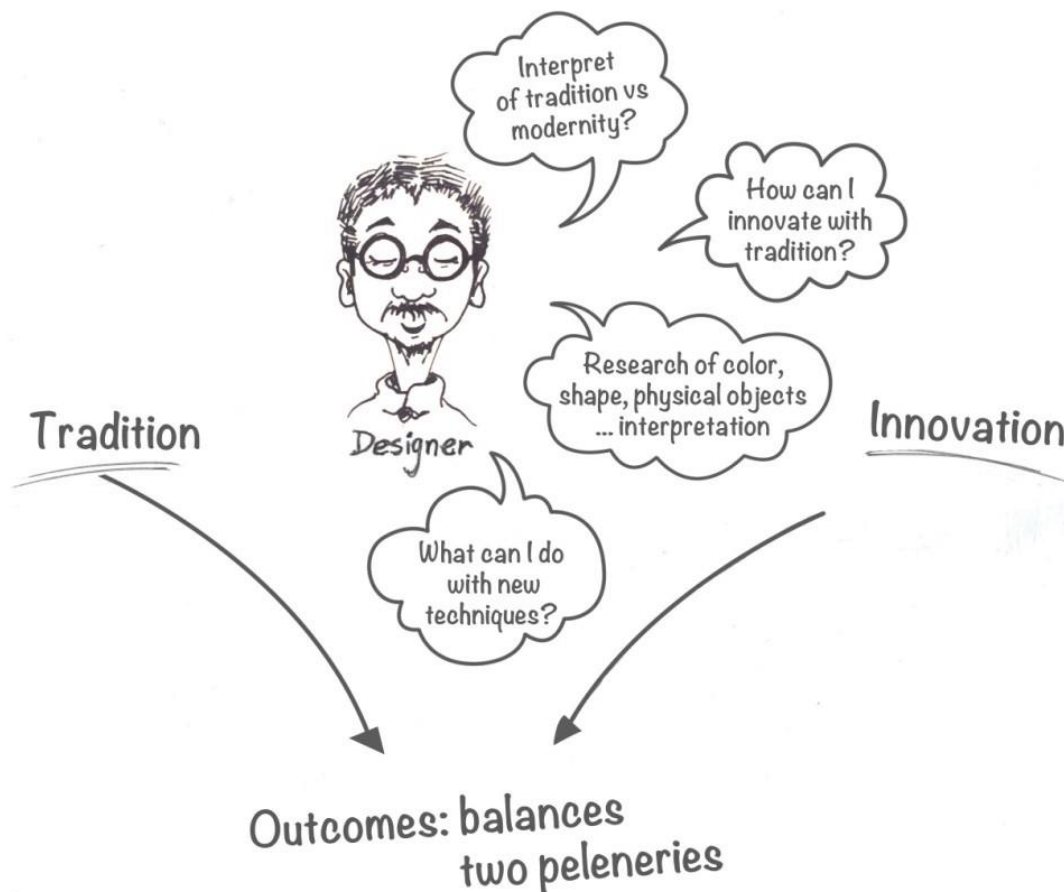 Interpret
of tradition vs
modernity?
How can I
innovate with
tradition?
Research of color,
shape, physical objects
... interpretation
Tradition
Designer
Innovation
What can I do
with new
techniques?
Outcomes: balances
two peleneries